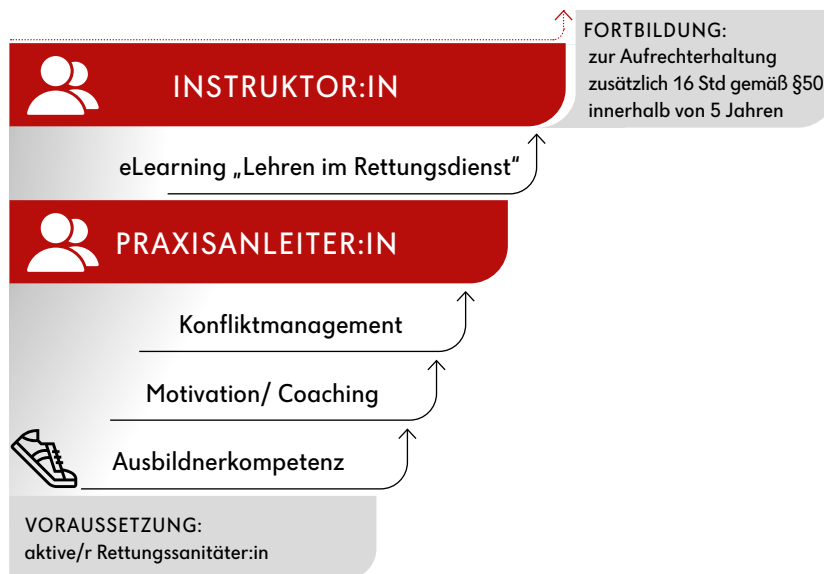 FORTBILDUNG:
zur Aufrechterhaltung
zusätzlich 16 Std gemäß §50
innerhalb von 5 Jahren
INSTRUKTOR:IN
eLearning „Lehren im Rettungsdienst“
PRAXISANLEITER:IN
Konfliktmanagement
Motivation/ Coaching
Ausbildnerkompetenz
VORAUSSETZUNG:
aktive/r Rettungssanitäter:in